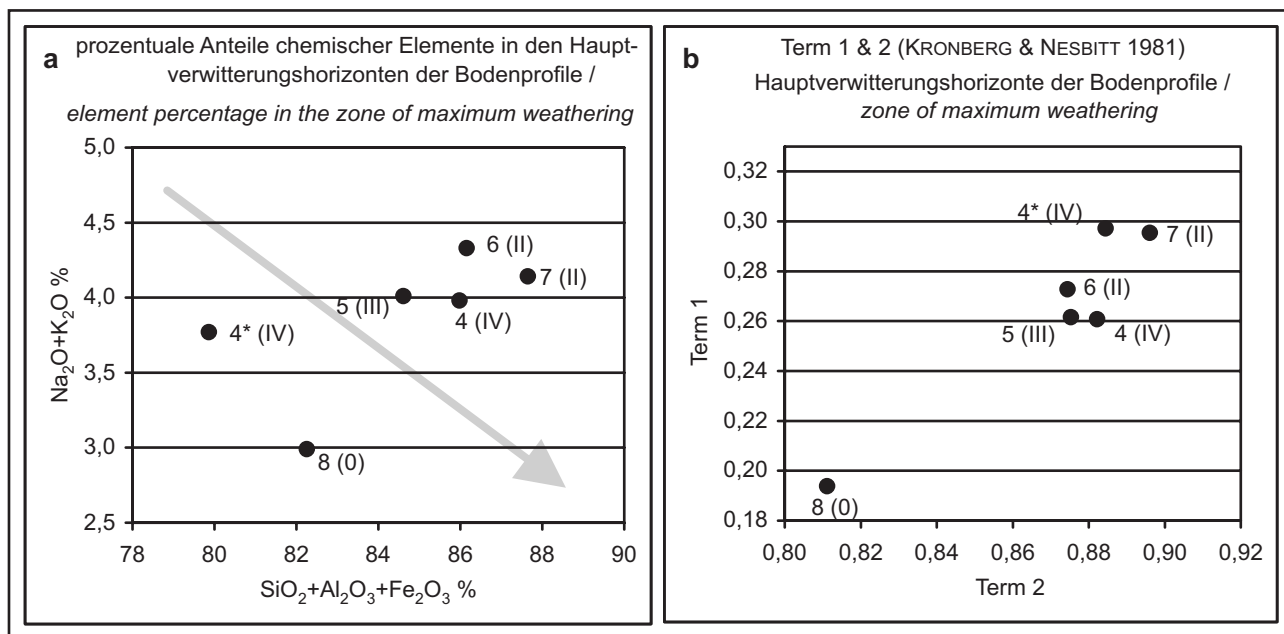 a
prozentuale Anteile chemischer Elemente in den Haupt-
verwitterungshorizonten der Bodenprofile /
element percentage in the zone of maximum weathering
Na₂O+K₂O %
5,0
4,5
4,0
3,5
3,0
2,5
6 (II)
7 (II)
5 (III)
4 (IV)
4* (IV)
8 (0)
78
80
82
84
86
88
90
SiO₂+Al₂O₃+Fe₂O₃ %
b
Term 1 & 2 (KRONBERG & NESBITT 1981)
Hauptverwitterungshorizonte der Bodenprofile /
zone of maximum weathering
Term 1
0,32
0,30
0,28
0,26
0,24
0,22
0,20
0,18
4* (IV)
7 (II)
6 (II)
5 (III)
4 (IV)
8 (0)
0,80
0,82
0,84
0,86
0,88
0,90
0,92
Term 2